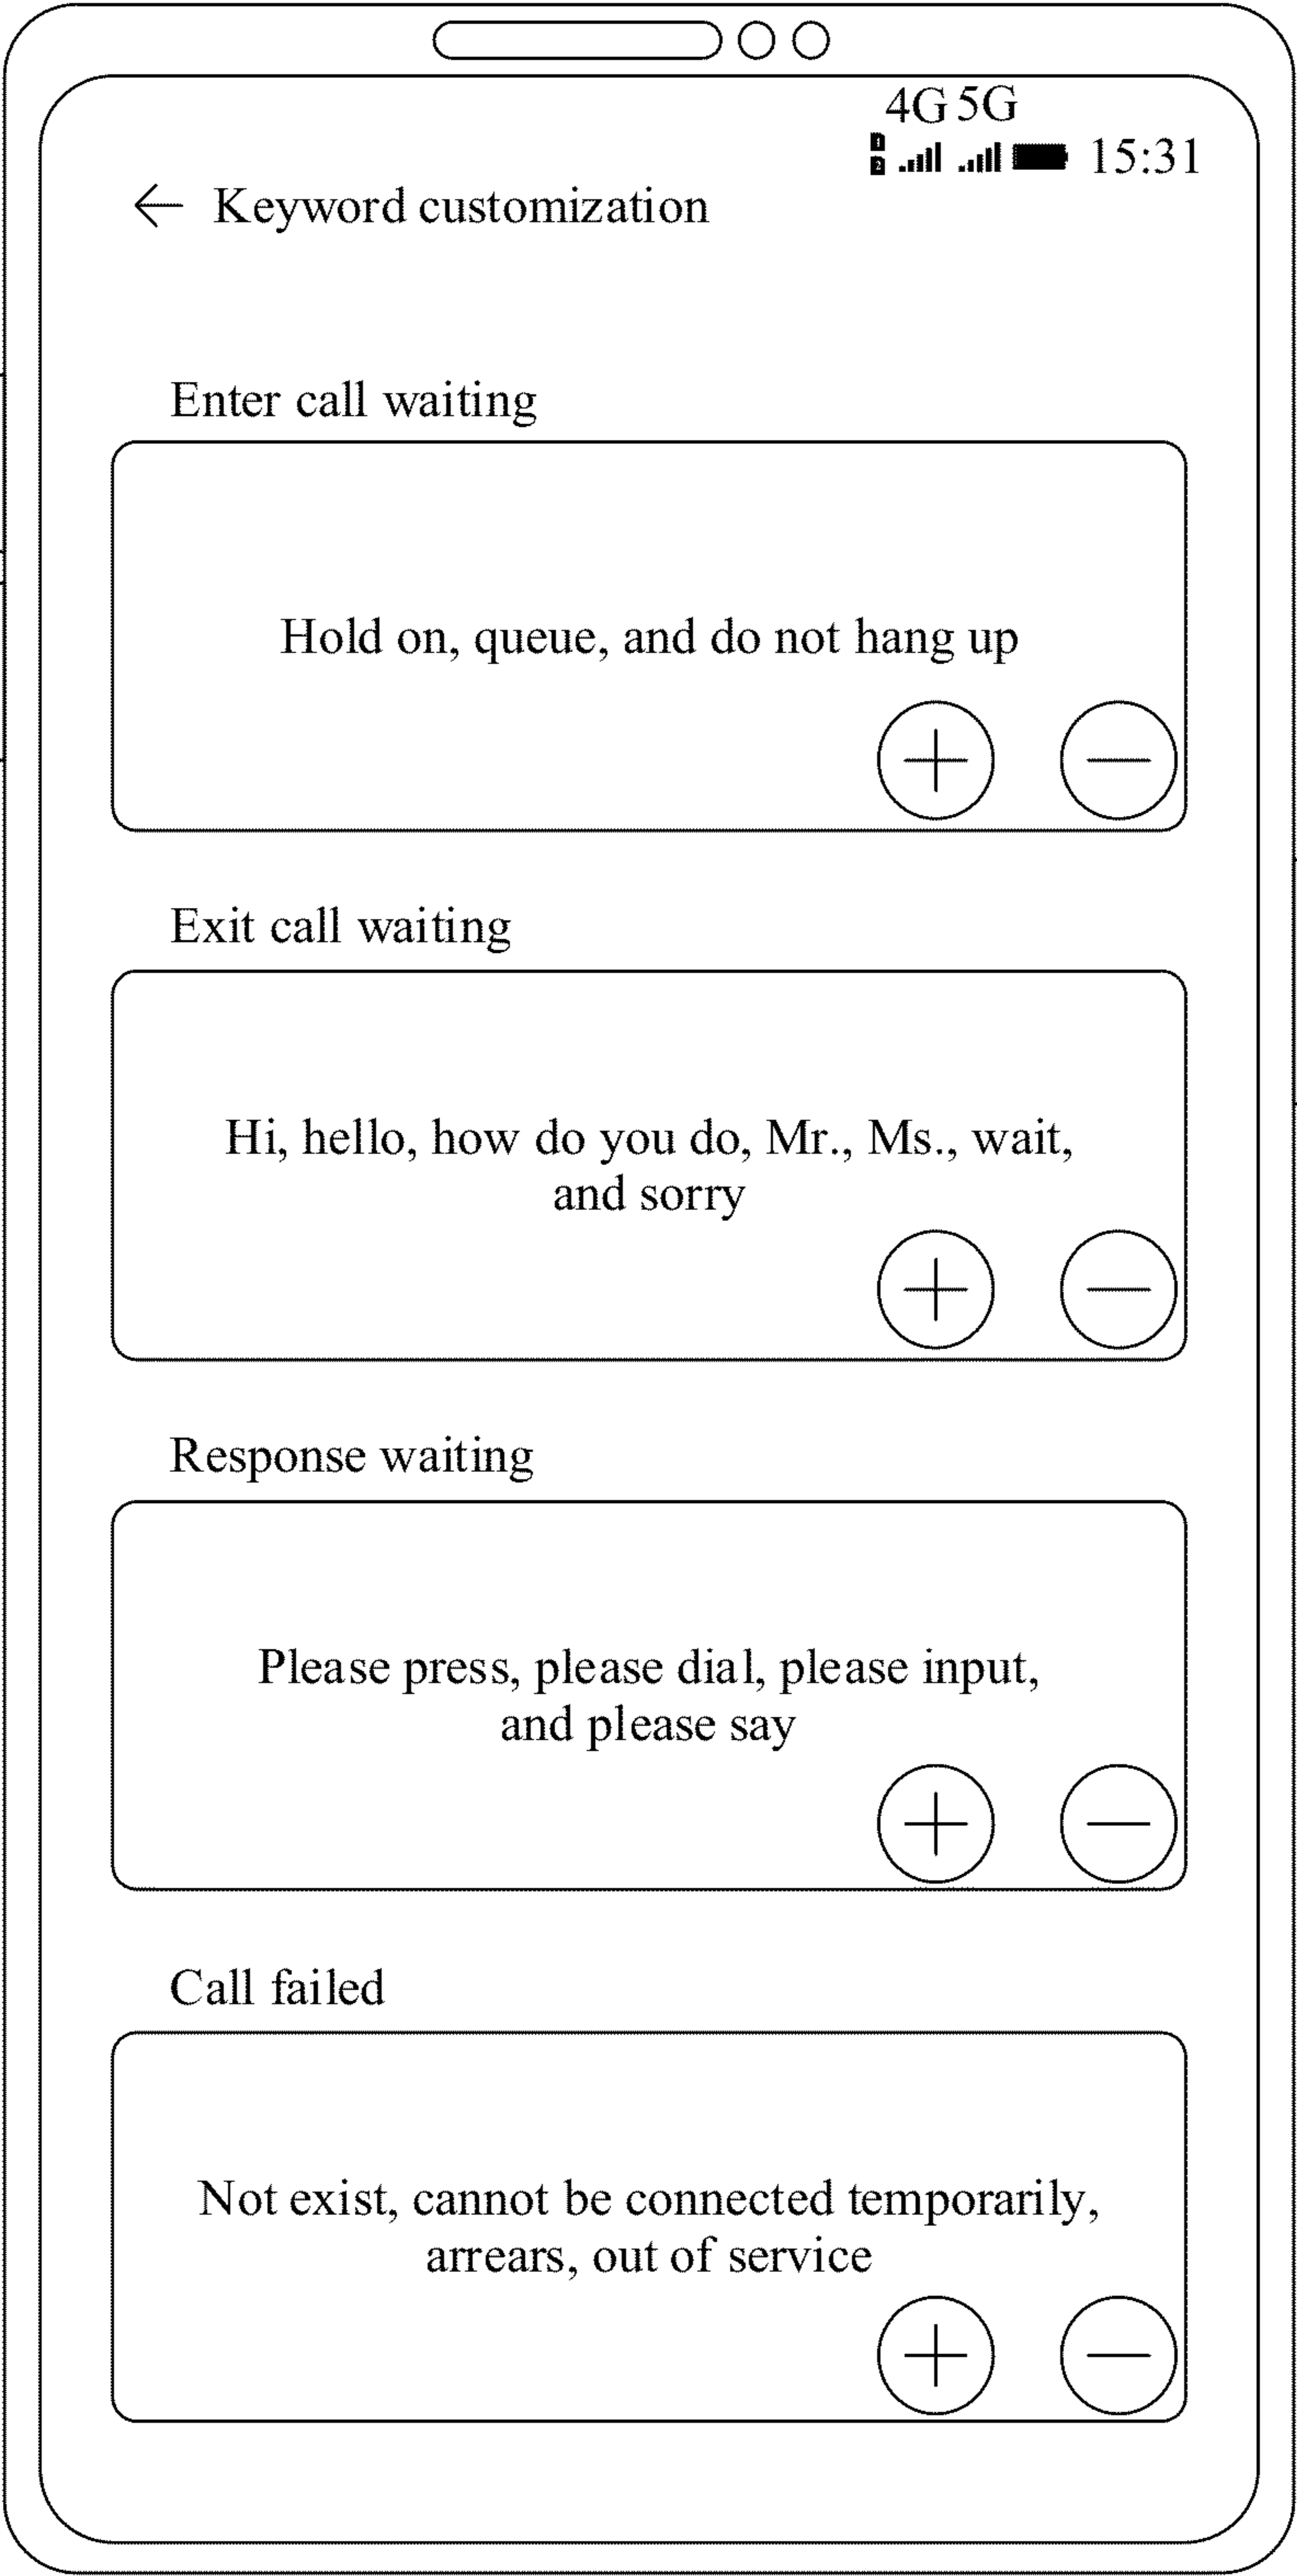 4G 5G
1
2
15:31
Keyword customization
Enter call waiting
Hold on, queue, and do not hang up
Exit call waiting
Hi, hello, how do you do, Mr., Ms., wait,
and sorry
Response waiting
Please press, please dial, please input,
and please say
Call failed
Not exist, cannot be connected temporarily,
arrears, out of service